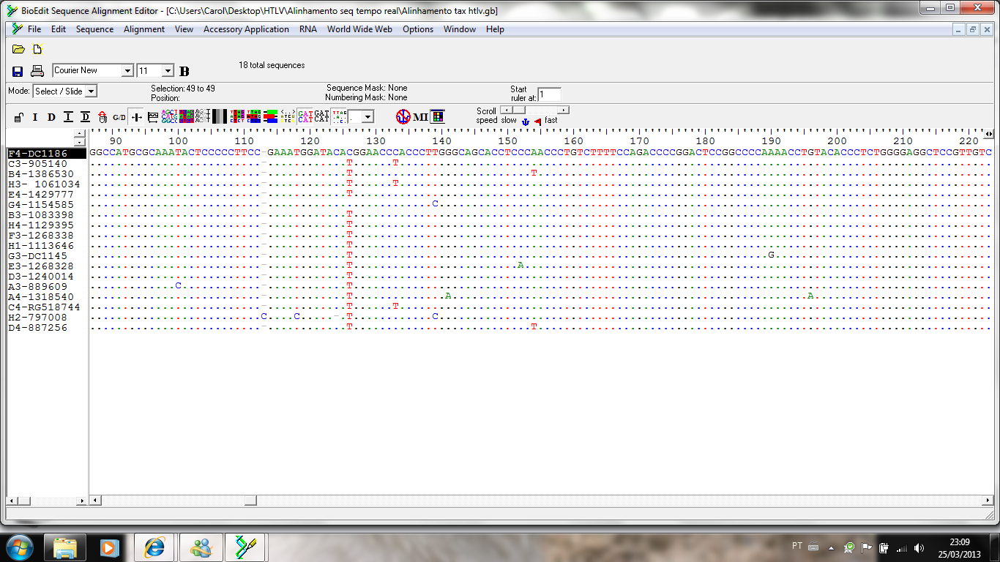 BioEdit Sequence Alignment Editor - [C:\Users\Carol\Desktop\HTLV\Alinhamento seq tempo real\Alinhamento tax htlv.gb]
File Edit Sequence Alignment View Accessory Application RNA World Wide Web Options Window Help
18 total sequences
Courier New 11 B
Mode: Select / Slide
Selection: 49 to 49
Position:
Sequence Mask: None
Numbering Mask: None
Start
ruler at: 1
I D I D G/D
GAT GAT
CAT CAT
MI
Scroll
speed slow fast
90 100 110 120 130 140 150 160 170 180 190 200 210 220
F4-DC1186 GGCCATGCGCAAATACTCCCCCTTCC-GAAATGGATACACGGAACCCACCCTTGGGCAGCACCTCCCAACCCTGTCTTTTCCAGACCCCGGACTCCGGCCCCAAAACCTGTACACCCTCTGGGGAGGCTCCGTTGTC
C3-905140 T T
B4-1386530 T T
H3- 1061034 T T
E4-1429777 T
G4-1154585 C
B3-1083398 T
H4-1129395 T
F3-1268338 T
H1-1113646 T
G3-DC1145 T G
E3-1268328 T A
D3-1240014 T
A3-889609 C T
A4-1318540 T A A
C4-RG518744 T T
H2-797008 C C - T C
D4-887256 T T
PT
23:09
25/03/2013